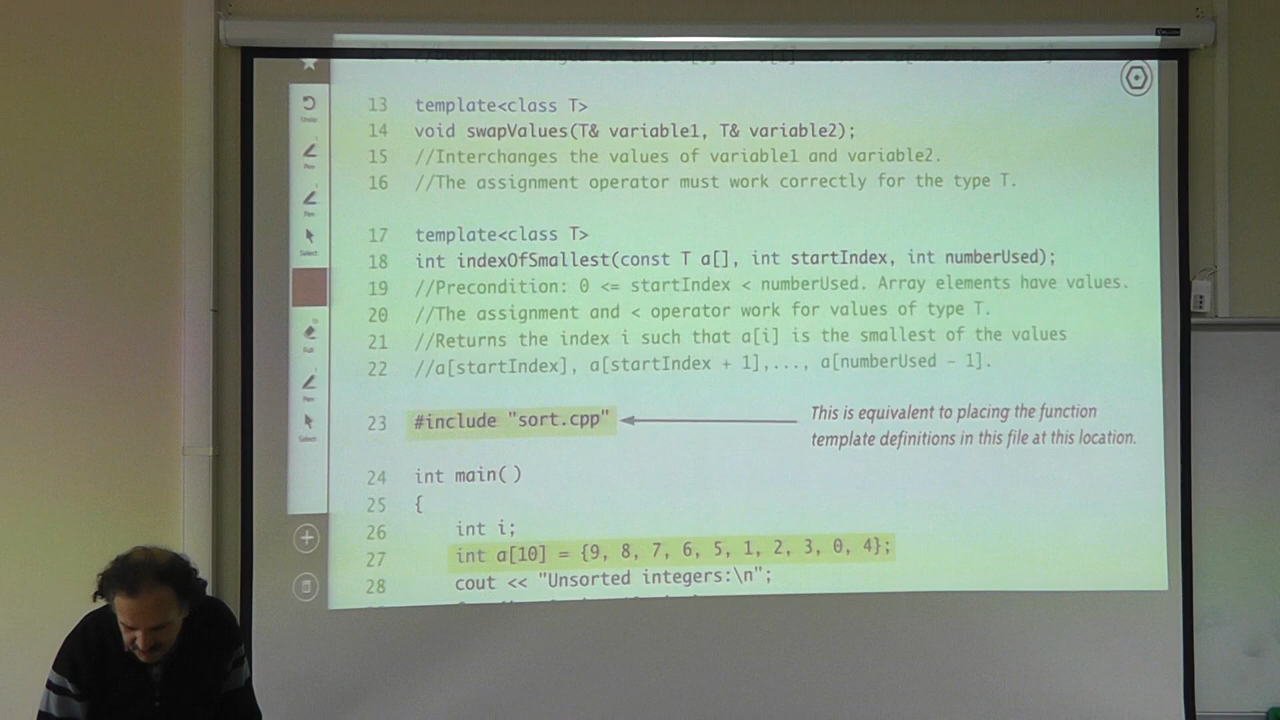 13 template<class T>
14 void swapValues(T& variable1, T& variable2);
15 //Interchanges the values of variable1 and variable2.
16 //The assignment operator must work correctly for the type T.
17 template<class T>
18 int indexOfSmallest(const T a[], int startIndex, int numberUsed);
19 //Precondition: 0 <= startIndex < numberUsed. Array elements have values.
20 //The assignment and < operator work for values of type T.
21 //Returns the index i such that a[i] is the smallest of the values
22 //a[startIndex], a[startIndex + 1],..., a[numberUsed - 1].
23 #include "sort.cpp"
This is equivalent to placing the function
template definitions in this file at this location.
24 int main( )
25 {
26 int i;
27 int a[10] = {9, 8, 7, 6, 5, 1, 2, 3, 0, 4};
28 cout << "Unsorted integers:\n";
Undo
Pen
Pen
Select
Pen
Select